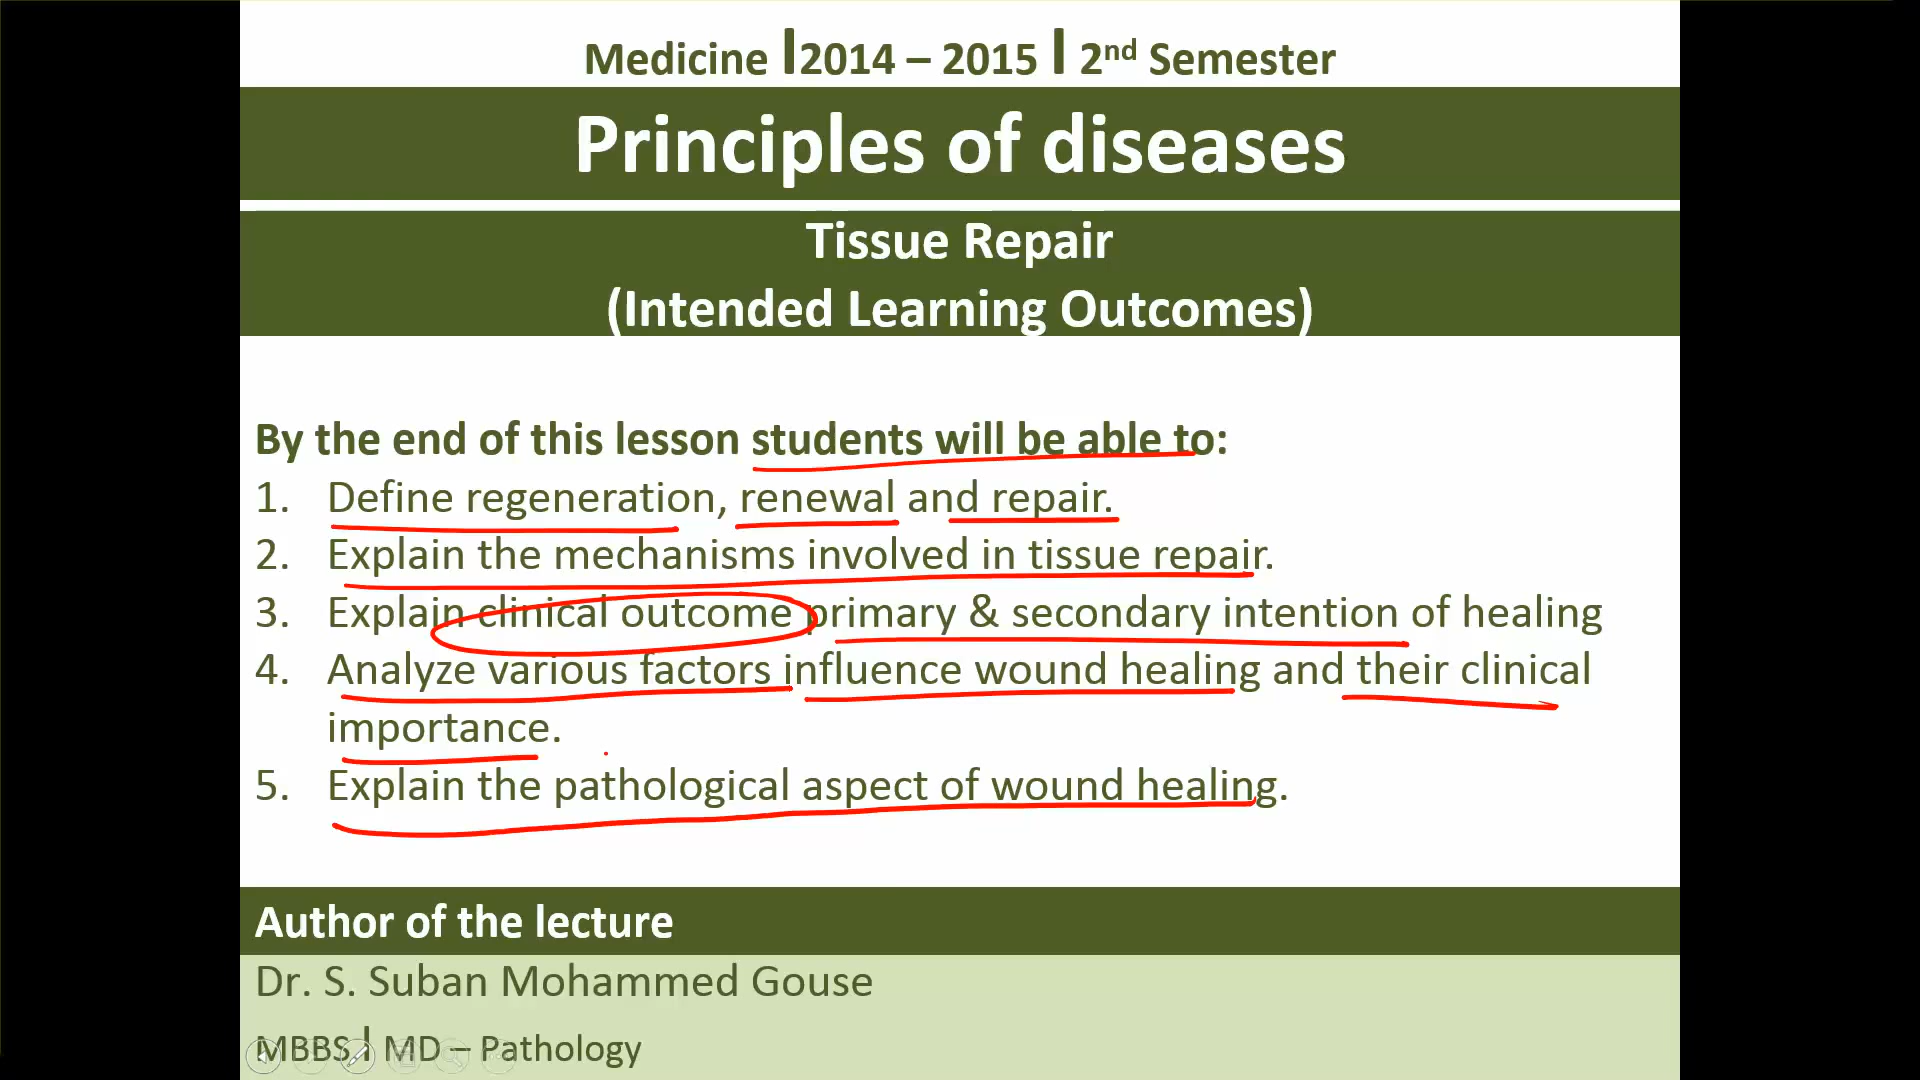 Medicine |2014 – 2015 | 2nd Semester
Principles of diseases
Tissue Repair
(Intended Learning Outcomes)
By the end of this lesson students will be able to:
1. Define regeneration, renewal and repair.
2. Explain the mechanisms involved in tissue repair.
3. Explain clinical outcome primary & secondary intention of healing
4. Analyze various factors influence wound healing and their clinical
importance.
5. Explain the pathological aspect of wound healing.
Author of the lecture
Dr. S. Suban Mohammed Gouse
MBBS | MD – Pathology